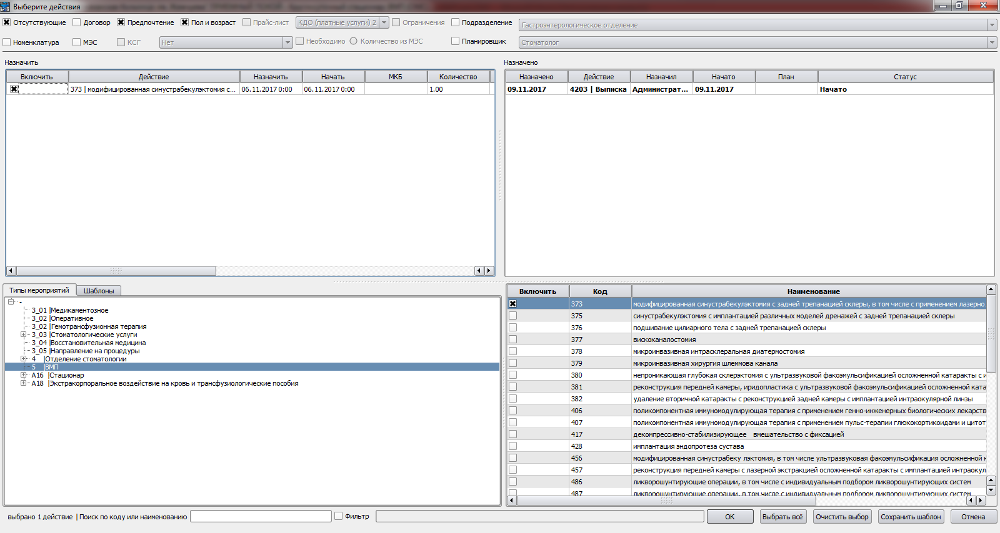 Выберите действия
Отсутствующие Договор Предпочтение Пол и возраст Прайс-лист КДО (платные услуги) 2 Ограничения Подразделение Гастроэнтерологическое отделение
Номенклатура МЭС КСГ Нет Необходимо Количество из МЭС Планировщик Стоматолог
Назначить
Включить Действие Назначить Начать МКБ Количество
373 | модифицированная синустрабекулэктомия с... 06.11.2017 0:00 06.11.2017 0:00 1.00
Назначено
Назначено Действие Назначил Начато План Статус
09.11.2017 4203 | Выписка Администрат... 09.11.2017 Начато
Типы мероприятий Шаблоны
-
3_01 |Медикаментозное
3_02 |Оперативное
3_02 |Гемотрансфузионная терапия
3_03 |Стоматологические услуги
3_04 |Восстановительная медицина
3_05 |Направление на процедуры
4 |Отделение стоматологии
5 |ВМП
А16 |Стационар
А18 |Экстракорпоральное воздействие на кровь и трансфузиологические пособия
Включить Код Наименование
373 модифицированная синустрабекулэктомия с задней трепанацией склеры, в том числе с применением лазерно.
375 синустрабекулэктомия с имплантацией различных моделей дренажей с задней трепанацией склеры
376 подшивание цилиарного тела с задней трепанацией склеры
377 вискоканалостомия
378 микроинвазивная интрасклеральная диатермостомия
379 микроинвазивная хирургия шлеммова канала
380 непроникающая глубокая склерэктомия с ультразвуковой факоэмульсификацией осложненной катаракты с и
381 реконструкция передней камеры, иридопластика с ультразвуковой факоэмульсификацией осложненной ката
382 удаление вторичной катаракты с реконструкцией задней камеры с имплантацией интраокулярной линзы
406 поликомпонентная иммуномодулирующая терапия с применением генно-инженерных биологических лекарств
407 поликомпонентная иммуномодулирующая терапия с применением пульс-терапии глюкокортикоидами и цитот
417 декомпрессивно-стабилизирующее вмешательство с фиксацией
428 имплантация эндопротеза сустава
456 модифицированная синустрабеку лэктомия, в том числе ультразвуковая факоэмульсификация осложненной к
457 реконструкция передней камеры с лазерной экстракцией осложненной катаракты с имплантацией интраокул
486 ликворошунтирующие операции, в том числе с индивидуальным подбором ликворошунтирующих систем
487 ликворошунтирующие операции, в том числе с индивидуальным подбором ликворошунтирующих систем
выбрано 1 действие | Поиск по коду или наименованию Фильтр ОК Выбрать всё Очистить выбор Сохранить шаблон Отмена